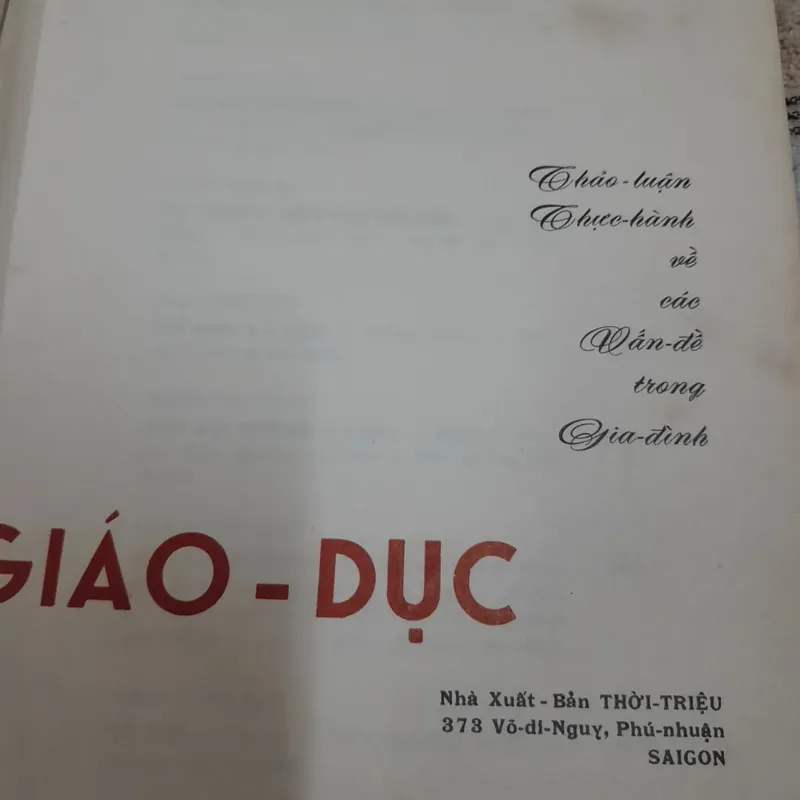 Thảo-luận
Thực-hành
về
các
Vấn-đề
trong
Gia-đình
GIÁO-DỤC
Nhà Xuất-Bản THỜI-TRIỆU
373 Võ-di-Nguy, Phú-nhuận
SAIGON